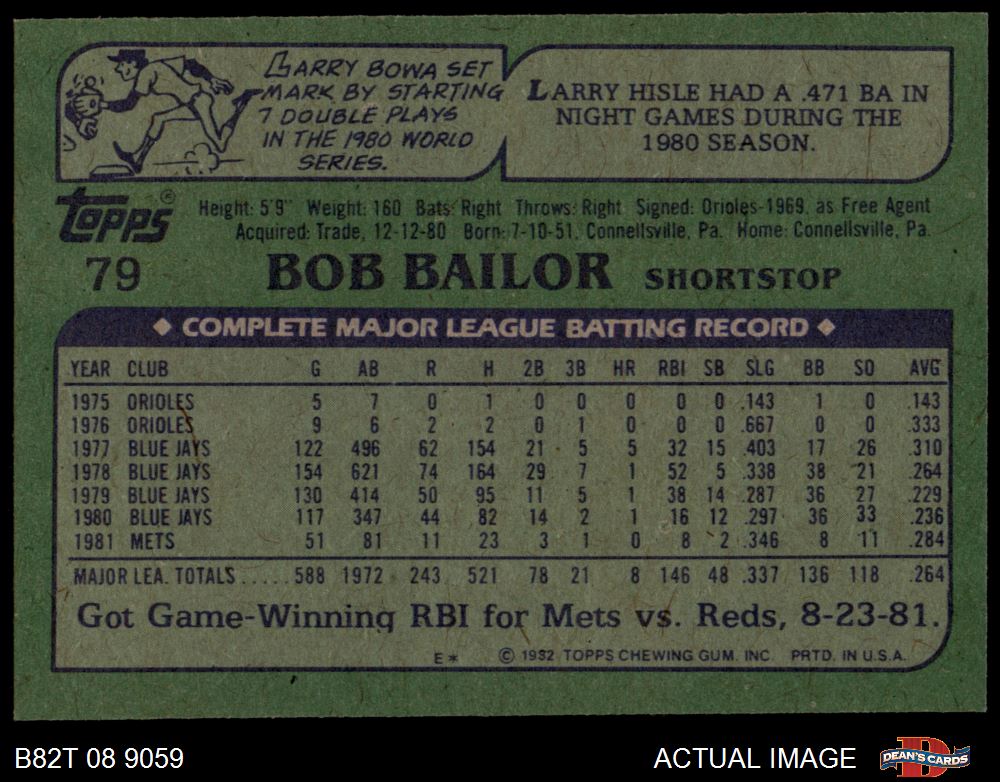 LARRY BOWA SET
MARK BY STARTING
7 DOUBLE PLAYS
IN THE 1980 WORLD
SERIES.
LARRY HISLE HAD A .471 BA IN
NIGHT GAMES DURING THE
1980 SEASON.
TOPPS®
Height: 5'9" Weight: 160 Bats: Right Throws: Right Signed: Orioles-1969, as Free Agent
Acquired: Trade, 12-12-80 Born: 7-10-51, Connellsville, Pa. Home: Connellsville, Pa.
79 BOB BAILOR SHORTSTOP
◆ COMPLETE MAJOR LEAGUE BATTING RECORD ◆
YEAR CLUB G AB R H 2B 3B HR RBI SB SLG BB SO AVG
1975 ORIOLES 5 7 0 1 0 0 0 0 0 .143 1 0 .143
1976 ORIOLES 9 6 2 2 0 1 0 0 0 .667 0 0 .333
1977 BLUE JAYS 122 496 62 154 21 5 5 32 15 .403 17 26 .310
1978 BLUE JAYS 154 621 74 164 29 7 1 52 5 .338 38 21 .264
1979 BLUE JAYS 130 414 50 95 11 5 1 38 14 .287 36 27 .229
1980 BLUE JAYS 117 347 44 82 14 2 1 16 12 .297 36 33 .236
1981 METS 51 81 11 23 3 1 0 8 2 .346 8 11 .284
MAJOR LEA. TOTALS..... 588 1972 243 521 78 21 8 146 48 .337 136 118 .264
Got Game-Winning RBI for Mets vs. Reds, 8-23-81.
E* © 1982 TOPPS CHEWING GUM, INC. PRTD. IN U.S.A.
B82T 08 9059 ACTUAL IMAGE DEAN'S CARDS